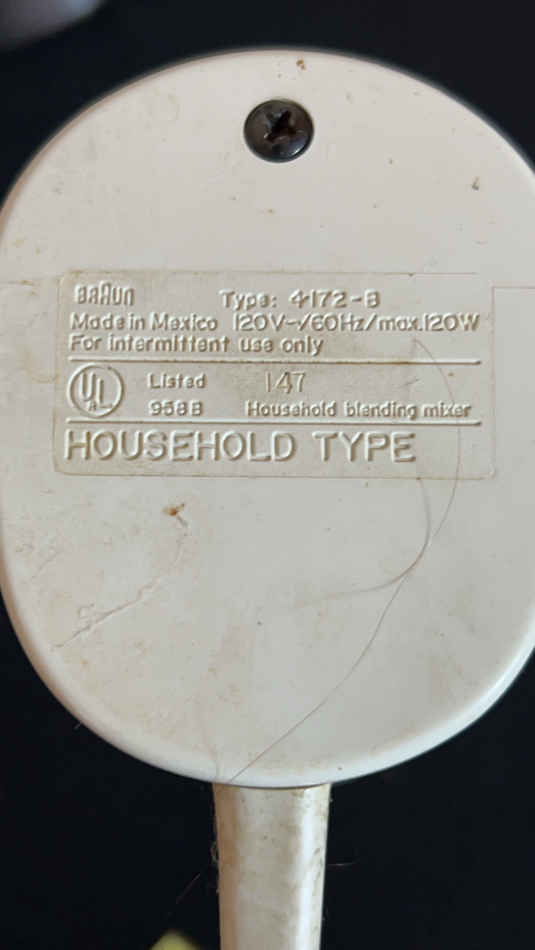 BRAUN Type: 4172-B
Made in Mexico 120V~/60Hz/max.120W
For intermittent use only
UL Listed 147
958B Household blending mixer
HOUSEHOLD TYPE